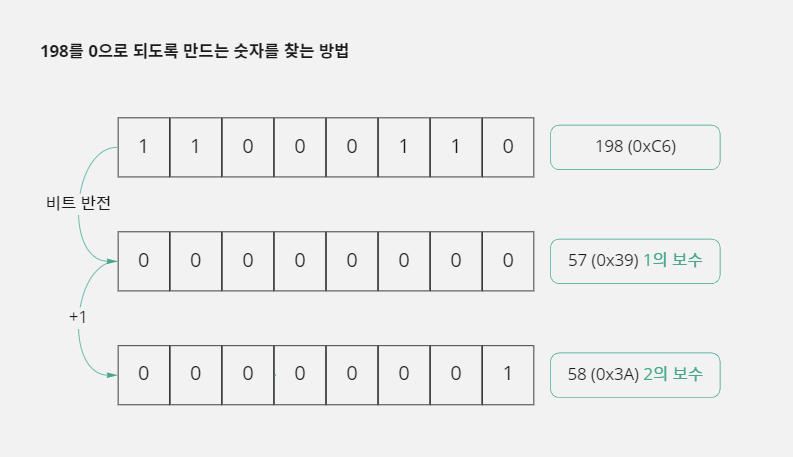 198를 0으로 되도록 만드는 숫자를 찾는 방법
1 1 0 0 0 1 1 0 198 (0xC6)
비트 반전
0 0 0 0 0 0 0 0 57 (0x39) 1의 보수
+1
0 0 0 0 0 0 0 1 58 (0x3A) 2의 보수